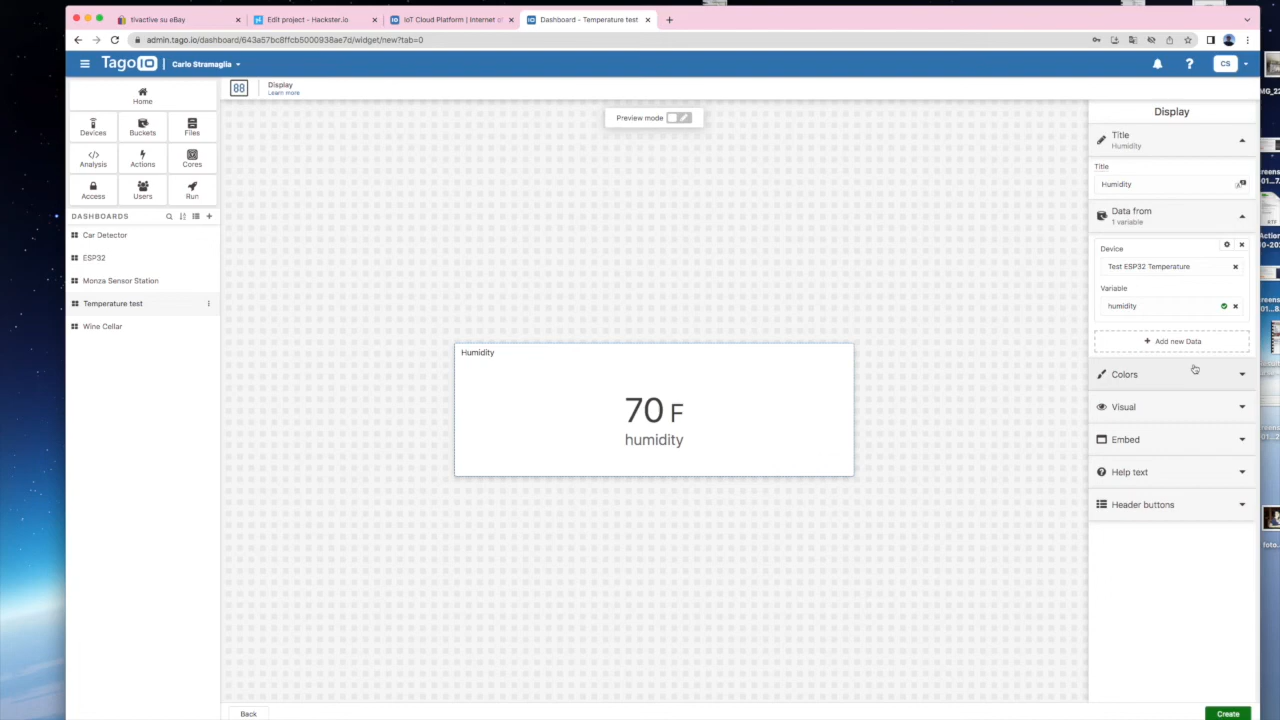 tivactive su eBay
Edit project - Hackster.io
IoT Cloud Platform | Internet o
Dashboard - Temperature test
admin.tago.io/dashboard/643a57bc8ffcb5000938ae7d/widget/new?tab=0
TagoIO
Carlo Stramaglia
CS
88
Display
Learn more
Home
Devices
Buckets
Files
Analysis
Actions
Cores
Access
Users
Run
DASHBOARDS
Car Detector
ESP32
Monza Sensor Station
Temperature test
Wine Cellar
Preview mode
Humidity
70 F
humidity
Back
Display
Title
Humidity
Title
Humidity
Data from
1 variable
Device
Test ESP32 Temperature
Variable
humidity
Add new Data
Colors
Visual
Embed
Help text
Header buttons
Create
MG_22
foto...